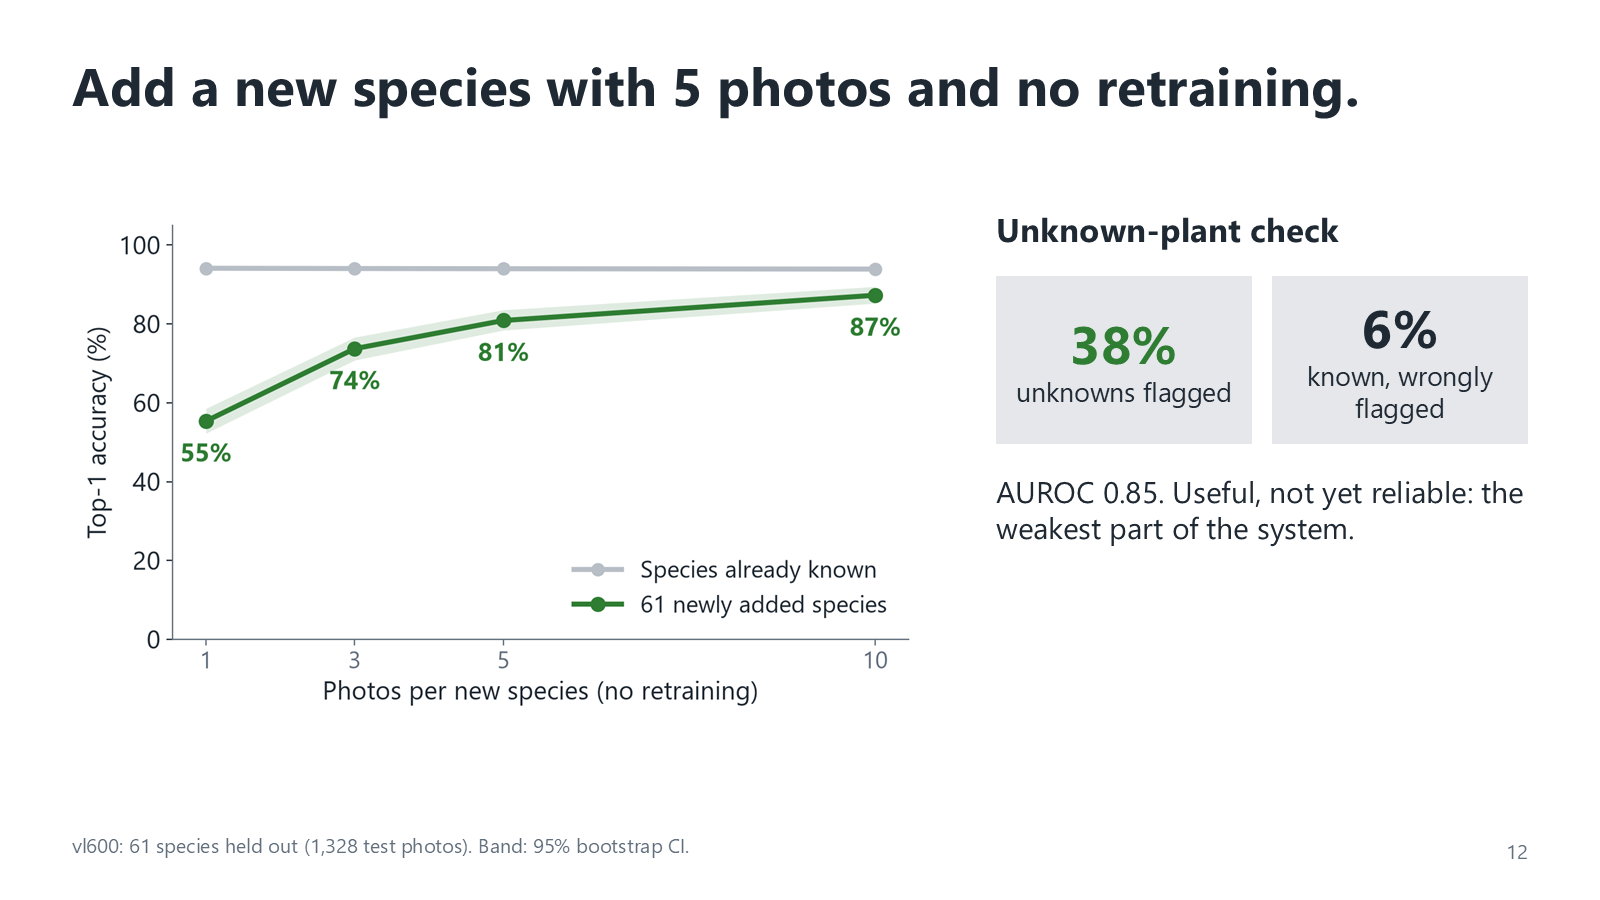 Add a new species with 5 photos and no retraining.
100
80
60
40
20
0
Top-1 accuracy (%)
55%
74%
81%
87%
Species already known
61 newly added species
1
3
5
10
Photos per new species (no retraining)
Unknown-plant check
38%
unknowns flagged
6%
known, wrongly
flagged
AUROC 0.85. Useful, not yet reliable: the
weakest part of the system.
vl600: 61 species held out (1,328 test photos). Band: 95% bootstrap CI.
12